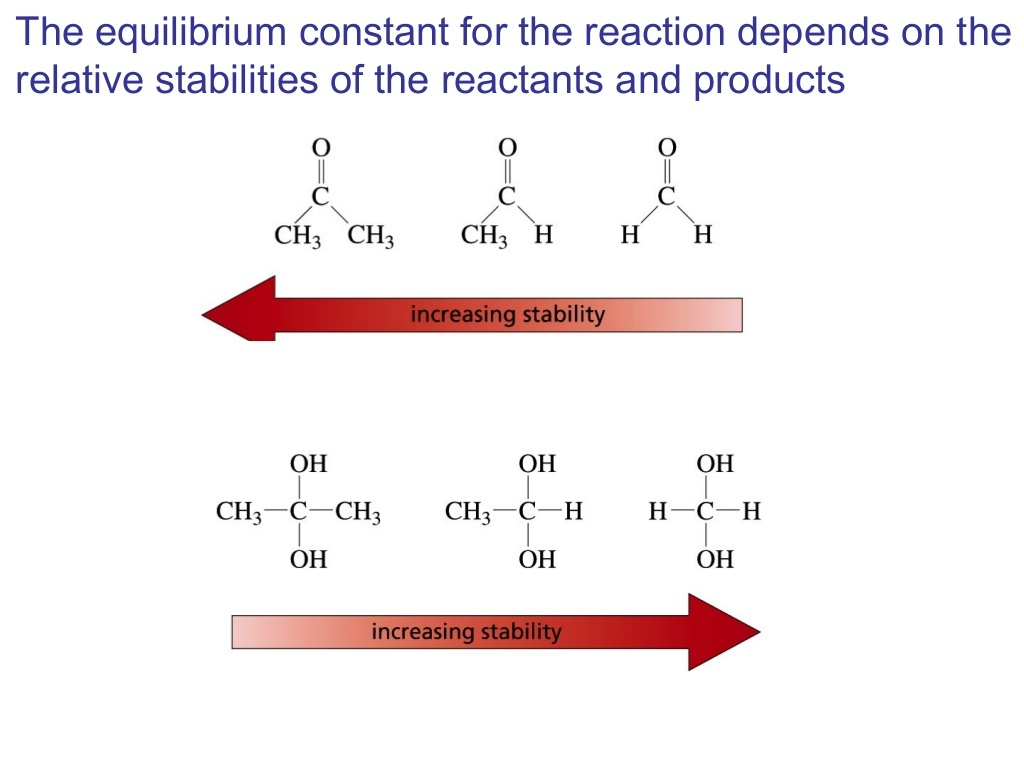 The equilibrium constant for the reaction depends on the
relative stabilities of the reactants and products
O O O
C C C
CH₃ CH₃ CH₃ H H H
increasing stability
OH OH OH
CH₃—C—CH₃ CH₃—C—H H—C—H
OH OH OH
increasing stability